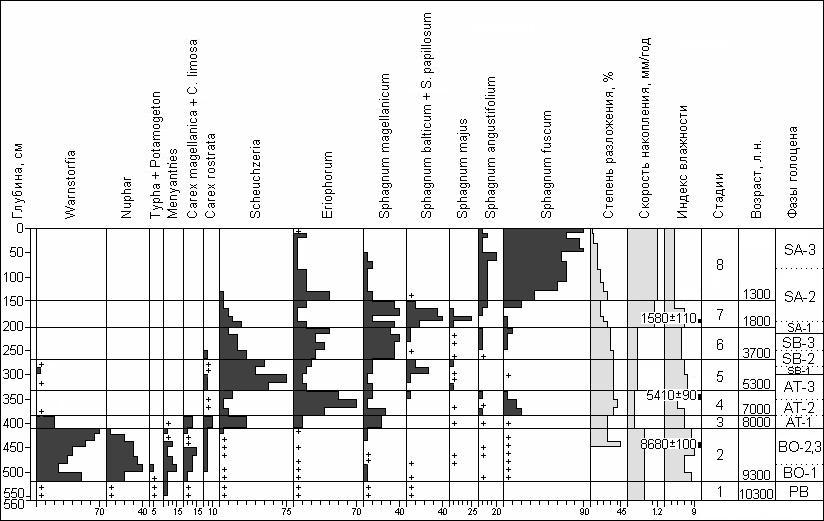 Глубина, см
Warnstorfia
Nuphar
Typha + Potamogeton
Menyantries
Carex magellanica + C. limosa
Carex rostrata
Scheuchzeria
Eriophorum
Sphagnum magellanicum
Sphagnum balticum + S. papillosum
Sphagnum majus
Sphagnum angustifolium
Sphagnum fuscum
Степень разложения, %
Скорость накопления, мм/год
Индекс влажности
Стадии
Возраст, л.н.
Фазы голоцена
0
50
100
150
200
250
300
350
400
450
500
550
560
8
7
6
5
4
3
2
1
1580±110
5410±90
8680±100
1300
1800
3700
5300
7000
8000
9300
10300
SA-3
SA-2
SA-1
SB-3
SB-2
SB-1
AT-3
AT-2
AT-1
BO-2,3
BO-1
PB
70 40 5 15 15 10 75 70 40 40 25 20 90 45 1.2 9